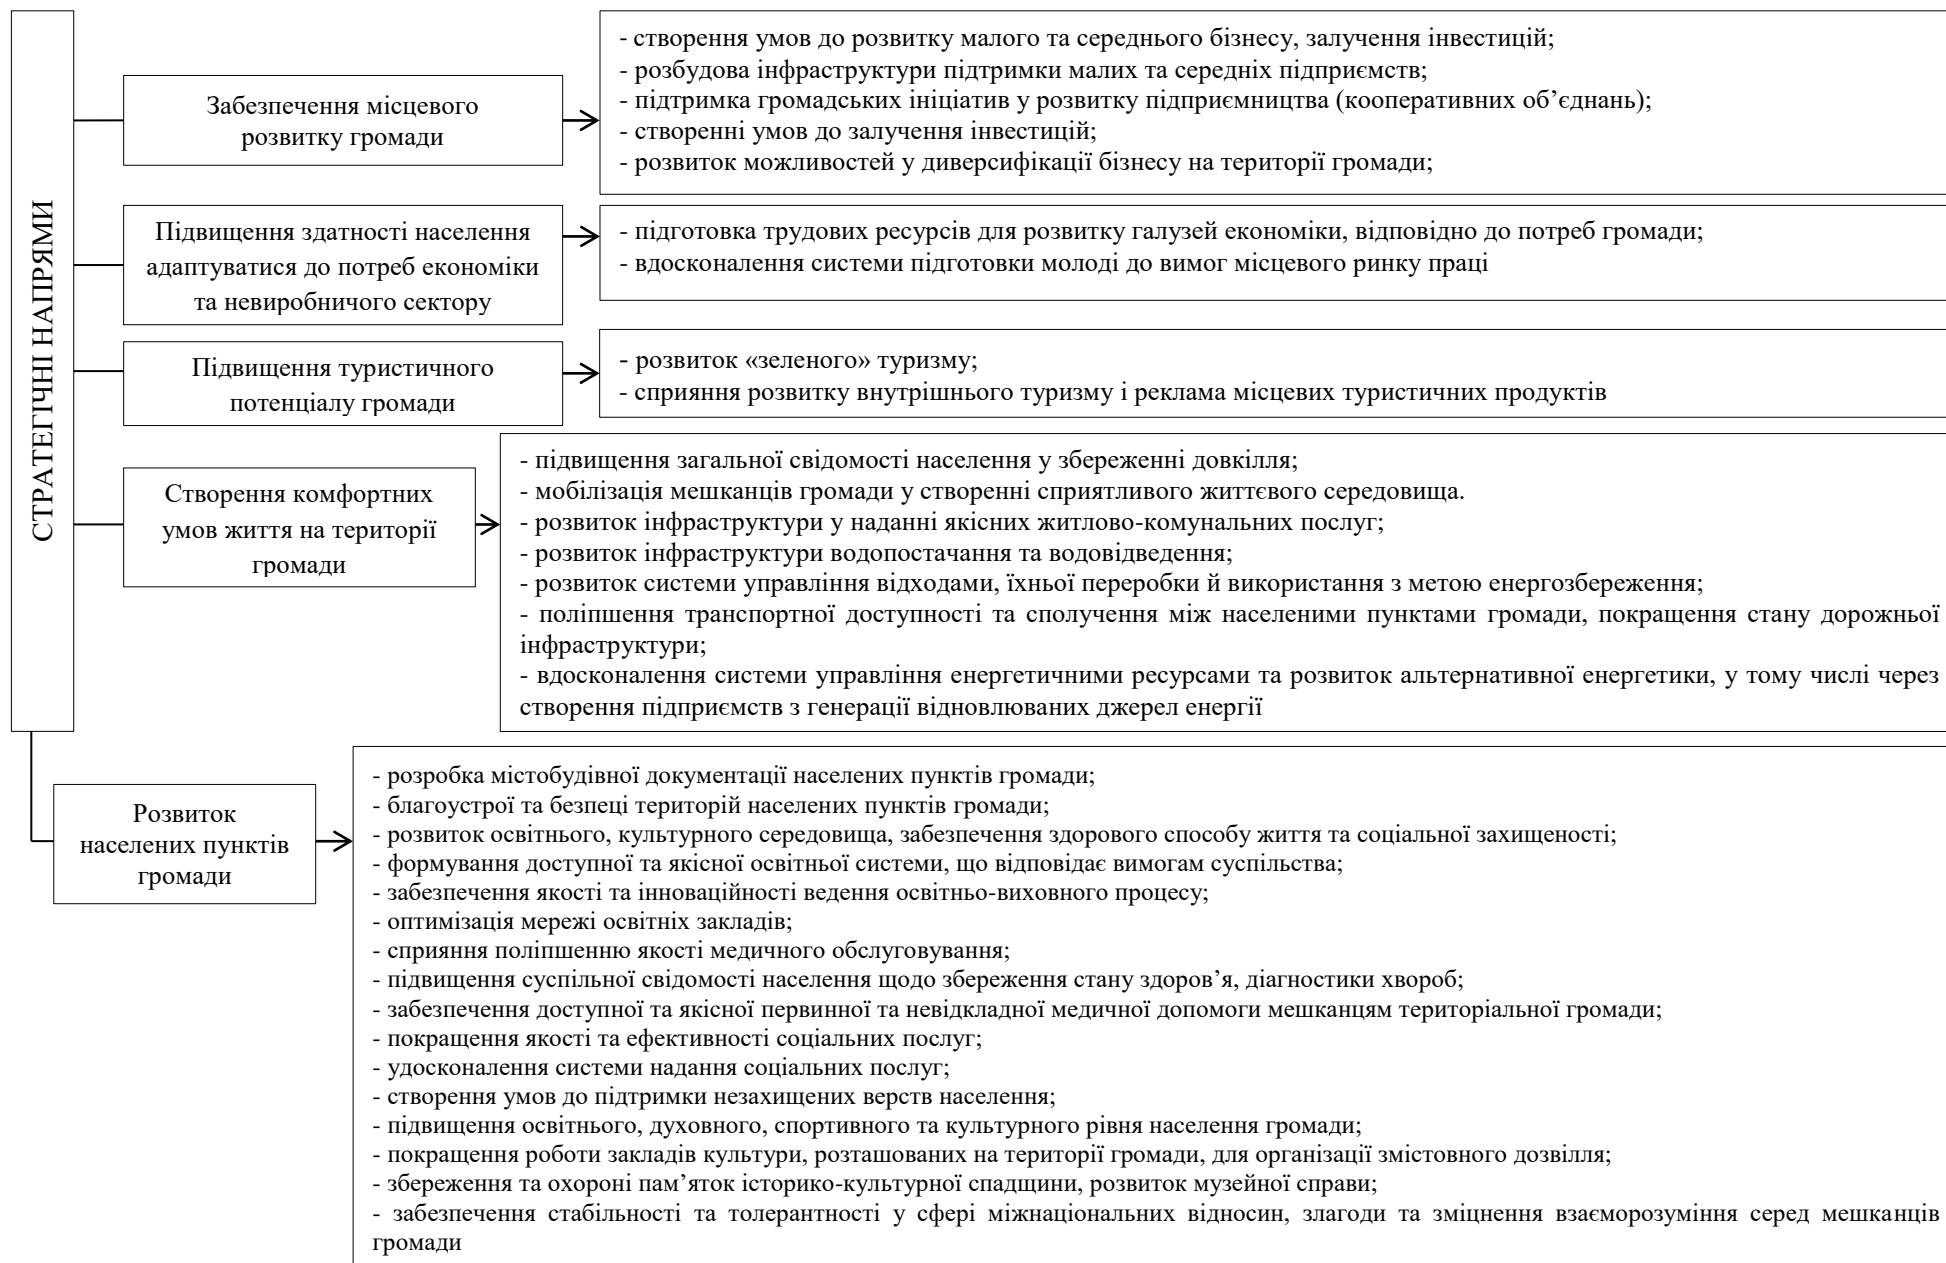 СТРАТЕГІЧНІ НАПРЯМИ
Забезпечення місцевого
розвитку громади
- створення умов до розвитку малого та середнього бізнесу, залучення інвестицій;
- розбудова інфраструктури підтримки малих та середніх підприємств;
- підтримка громадських ініціатив у розвитку підприємництва (кооперативних об’єднань);
- створенні умов до залучення інвестицій;
- розвиток можливостей у диверсифікації бізнесу на території громади;
Підвищення здатності населення
адаптуватися до потреб економіки
та невиробничого сектору
- підготовка трудових ресурсів для розвитку галузей економіки, відповідно до потреб громади;
- вдосконалення системи підготовки молоді до вимог місцевого ринку праці
Підвищення туристичного
потенціалу громади
- розвиток «зеленого» туризму;
- сприяння розвитку внутрішнього туризму і реклама місцевих туристичних продуктів
Створення комфортних
умов життя на території
громади
- підвищення загальної свідомості населення у збереженні довкілля;
- мобілізація мешканців громади у створенні сприятливого життєвого середовища.
- розвиток інфраструктури у наданні якісних житлово-комунальних послуг;
- розвиток інфраструктури водопостачання та водовідведення;
- розвиток системи управління відходами, їхньої переробки й використання з метою енергозбереження;
- поліпшення транспортної доступності та сполучення між населеними пунктами громади, покращення стану дорожньої
інфраструктури;
- вдосконалення системи управління енергетичними ресурсами та розвиток альтернативної енергетики, у тому числі через
створення підприємств з генерації відновлюваних джерел енергії
Розвиток
населених пунктів
громади
- розробка містобудівної документації населених пунктів громади;
- благоустрої та безпеці територій населених пунктів громади;
- розвиток освітнього, культурного середовища, забезпечення здорового способу життя та соціальної захищеності;
- формування доступної та якісної освітньої системи, що відповідає вимогам суспільства;
- забезпечення якості та інноваційності ведення освітньо-виховного процесу;
- оптимізація мережі освітніх закладів;
- сприяння поліпшенню якості медичного обслуговування;
- підвищення суспільної свідомості населення щодо збереження стану здоров’я, діагностики хвороб;
- забезпечення доступної та якісної первинної та невідкладної медичної допомоги мешканцям територіальної громади;
- покращення якості та ефективності соціальних послуг;
- удосконалення системи надання соціальних послуг;
- створення умов до підтримки незахищених верств населення;
- підвищення освітнього, духовного, спортивного та культурного рівня населення громади;
- покращення роботи закладів культури, розташованих на території громади, для організації змістовного дозвілля;
- збереження та охороні пам’яток історико-культурної спадщини, розвиток музейної справи;
- забезпечення стабільності та толерантності у сфері міжнаціональних відносин, злагоди та зміцнення взаєморозуміння серед мешканців
громади